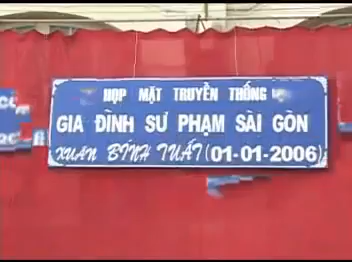 HỌP MẶT TRUYỀN THỐNG
GIA ĐÌNH SƯ PHẠM SÀI GÒN
XUÂN BÍNH TUẤT (01-01-2006)